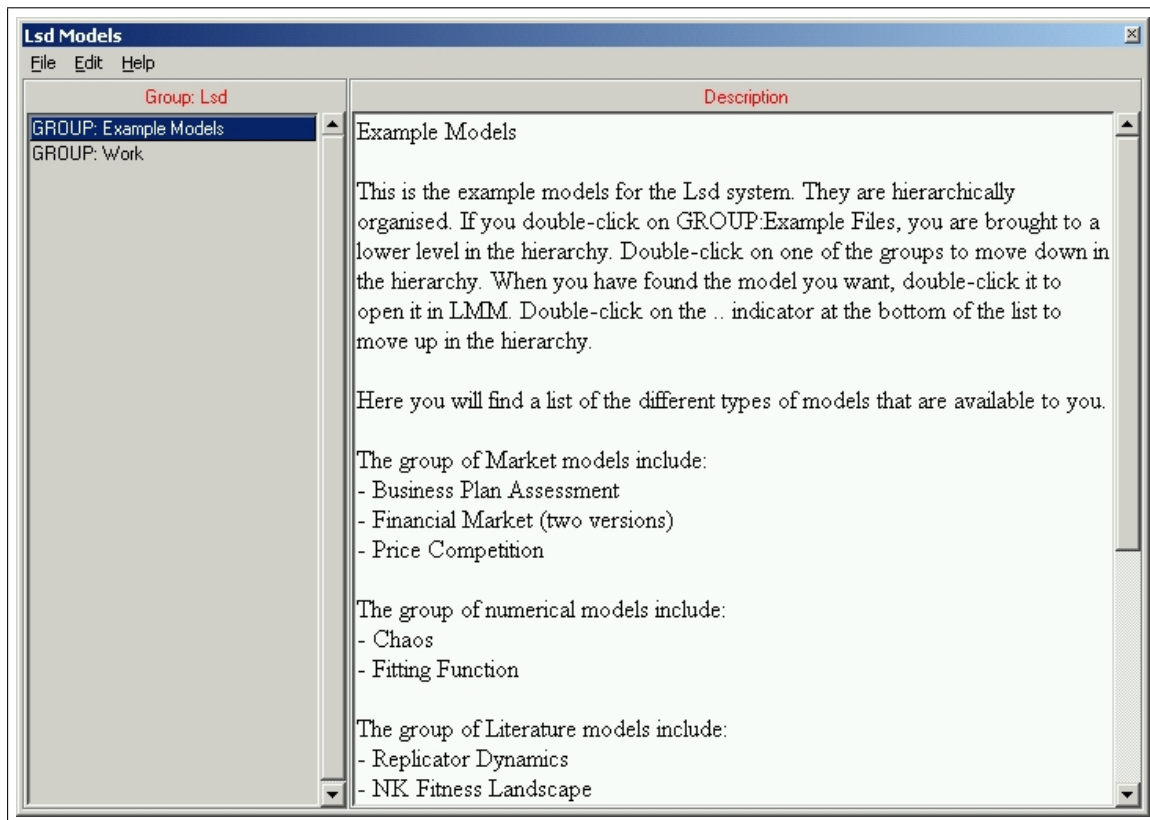 Lsd Models
File Edit Help
Group: Lsd
GROUP: Example Models
GROUP: Work
Description
Example Models
This is the example models for the Lsd system. They are hierarchically
organised. If you double-click on GROUP:Example Files, you are brought to a
lower level in the hierarchy. Double-click on one of the groups to move down in
the hierarchy. When you have found the model you want, double-click it to
open it in LMM. Double-click on the .. indicator at the bottom of the list to
move up in the hierarchy.
Here you will find a list of the different types of models that are available to you.
The group of Market models include:
- Business Plan Assessment
- Financial Market (two versions)
- Price Competition
The group of numerical models include:
- Chaos
- Fitting Function
The group of Literature models include:
- Replicator Dynamics
- NK Fitness Landscape